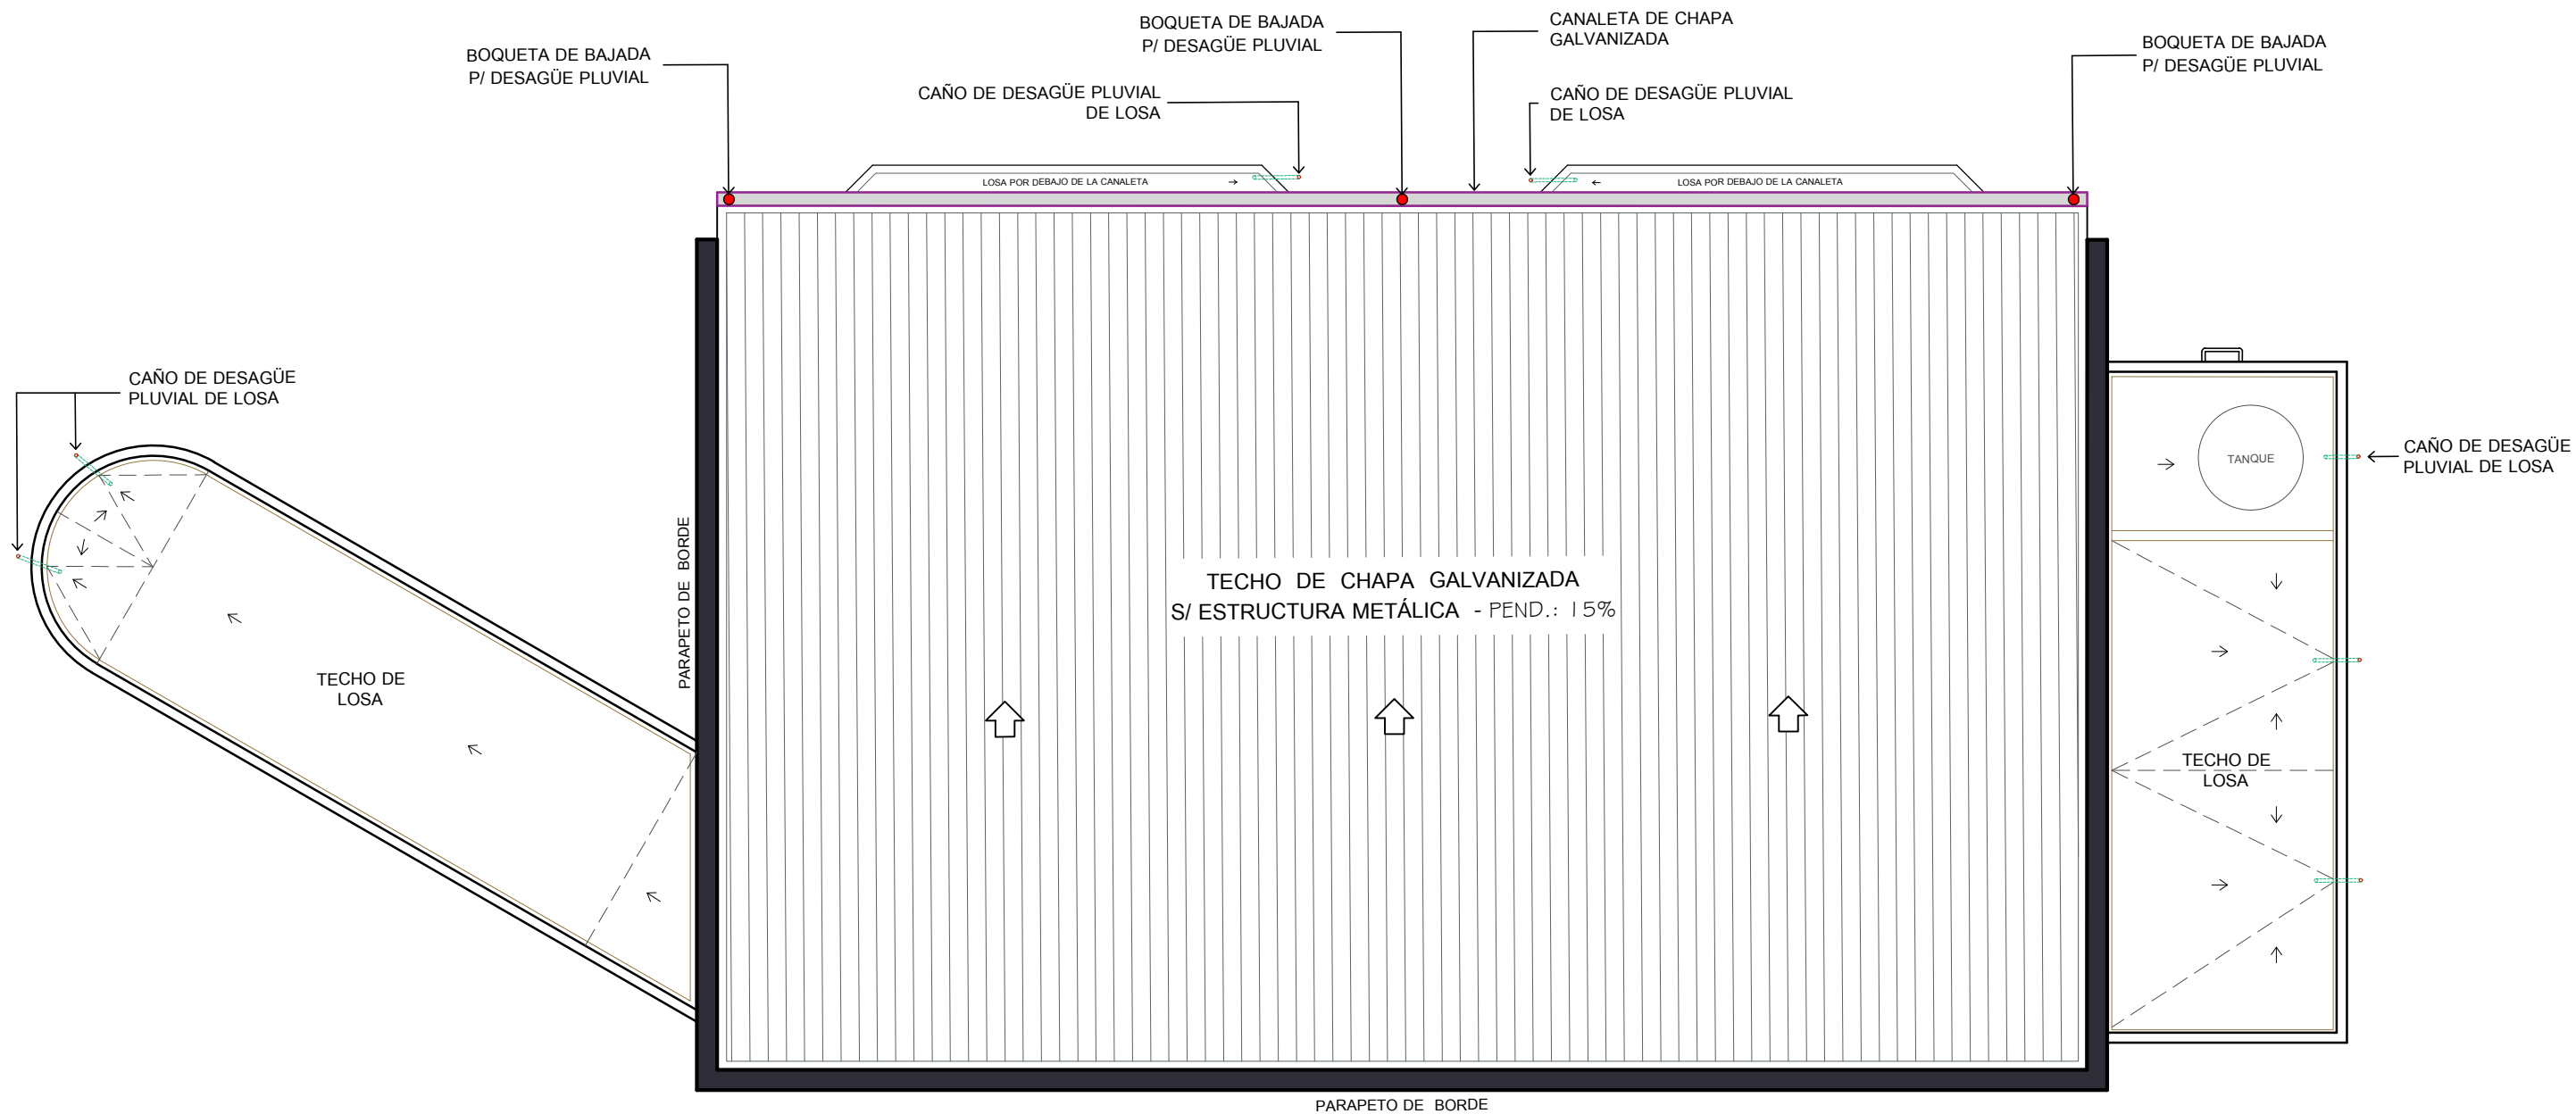 BOQUETA DE BAJADA
P/ DESAGÜE PLUVIAL
BOQUETA DE BAJADA
P/ DESAGÜE PLUVIAL
CANALETA DE CHAPA
GALVANIZADA
BOQUETA DE BAJADA
P/ DESAGÜE PLUVIAL
CAÑO DE DESAGÜE PLUVIAL
DE LOSA
CAÑO DE DESAGÜE PLUVIAL
DE LOSA
LOSA POR DEBAJO DE LA CANALETA
LOSA POR DEBAJO DE LA CANALETA
CAÑO DE DESAGÜE
PLUVIAL DE LOSA
TANQUE
CAÑO DE DESAGÜE
PLUVIAL DE LOSA
PARAPETO DE BORDE
TECHO DE CHAPA GALVANIZADA
S/ ESTRUCTURA METÁLICA - PEND.: 15%
TECHO DE
LOSA
TECHO DE
LOSA
PARAPETO DE BORDE